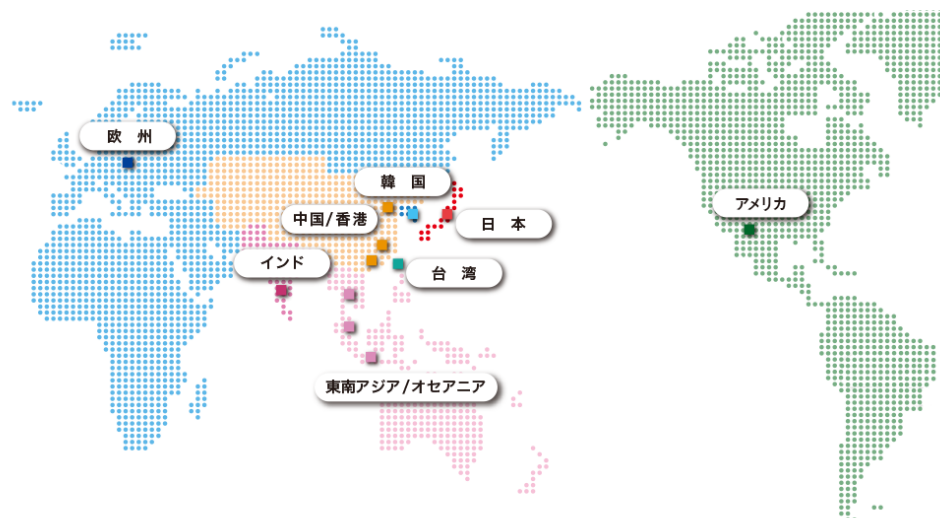 欧　州
韓　国
アメリカ
中国/香港
日　本
インド
台　湾
東南アジア/オセアニア